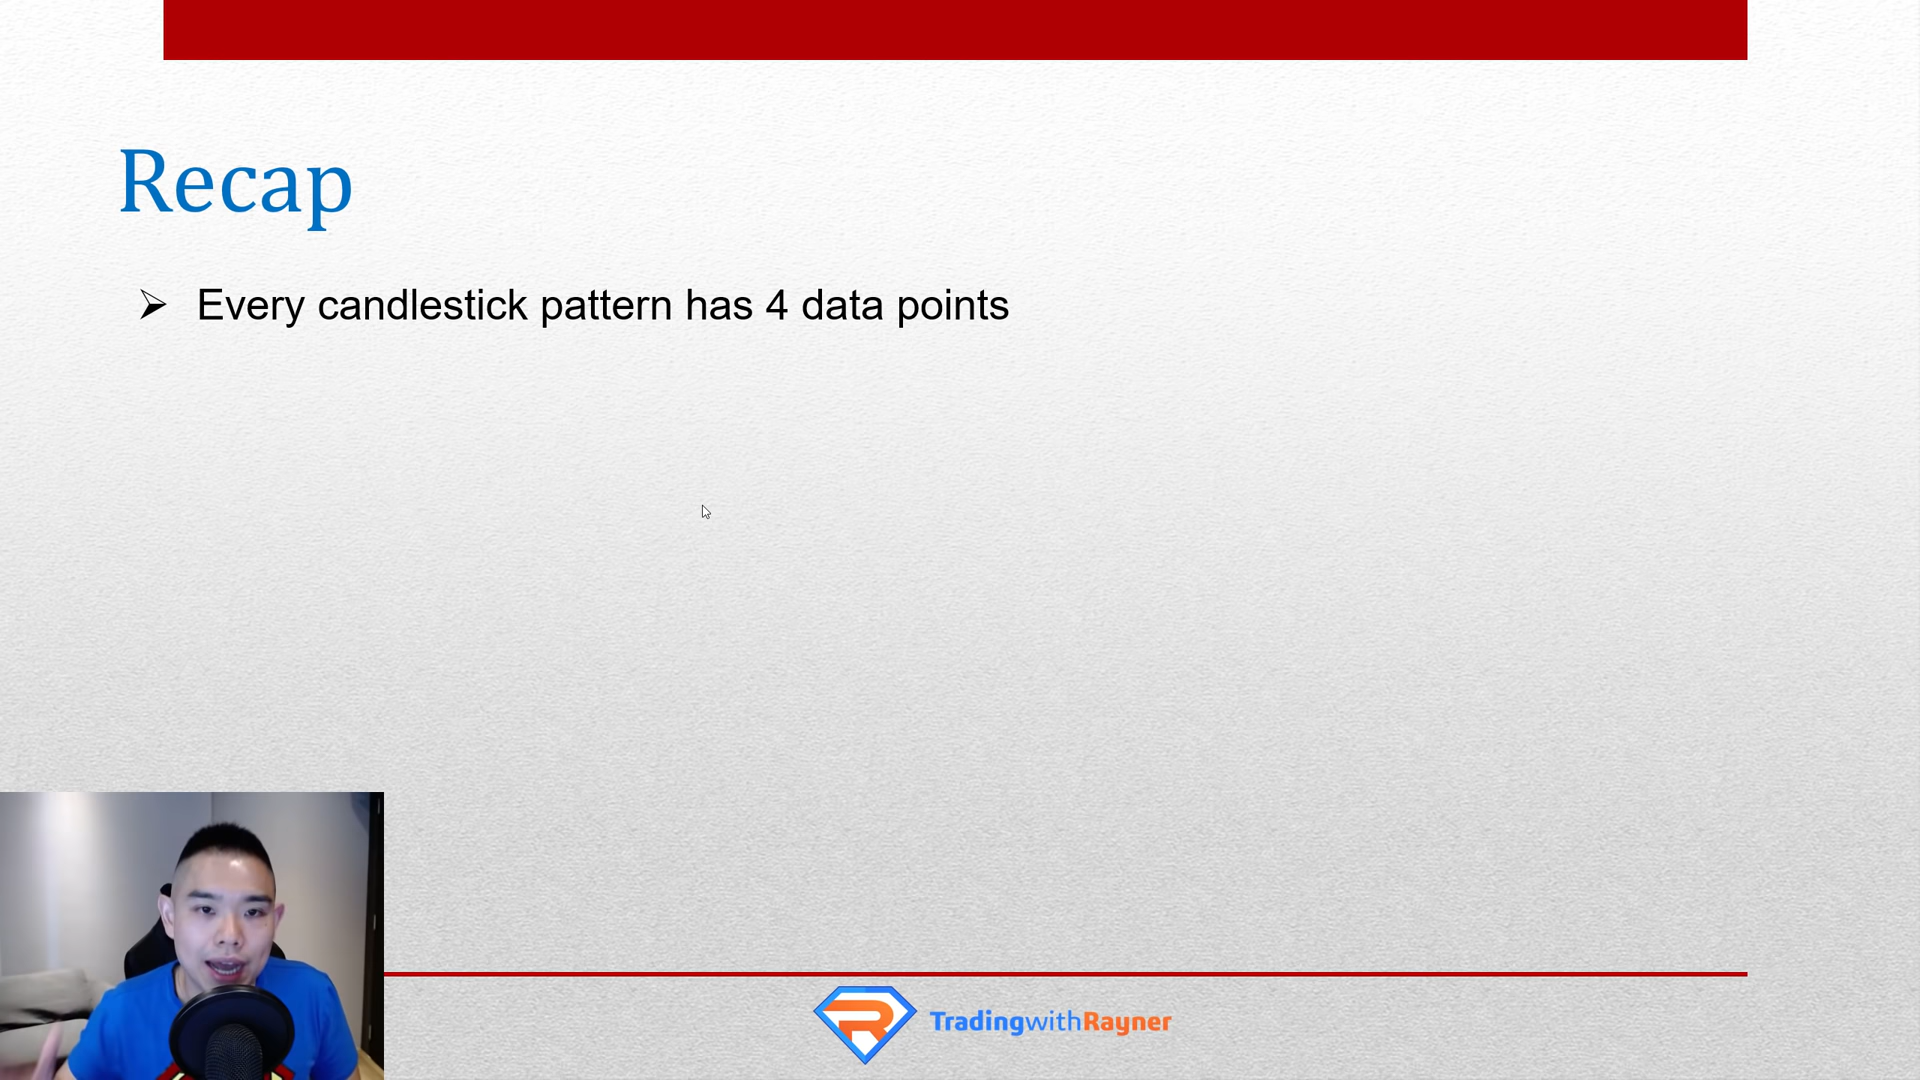 Recap
Every candlestick pattern has 4 data points
TradingwithRayner